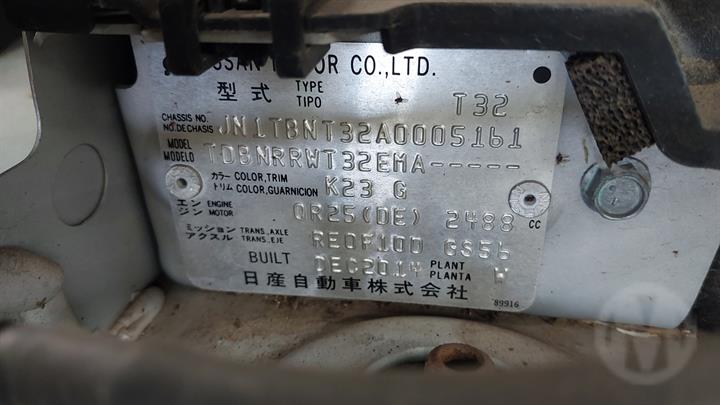 MOTOR CO.,LTD.
型式 TYPE TIPO T32
CHASSIS NO. NO.DECHASIS JN1TBNT32A0005161
MODEL MODELO TDBNRRWT32EMA-----
カラー COLOR,TRIM トリム COLOR,GUARNICION K23 G
エンジン ENGINE MOTOR QR25(DE) 2488 CC
ミッション TRANS.,AXLE アクスル TRANS.,EJE RE0F10D GS56
BUILT DEC2014 PLANT PLANTA W
日産自動車株式会社
89916
M